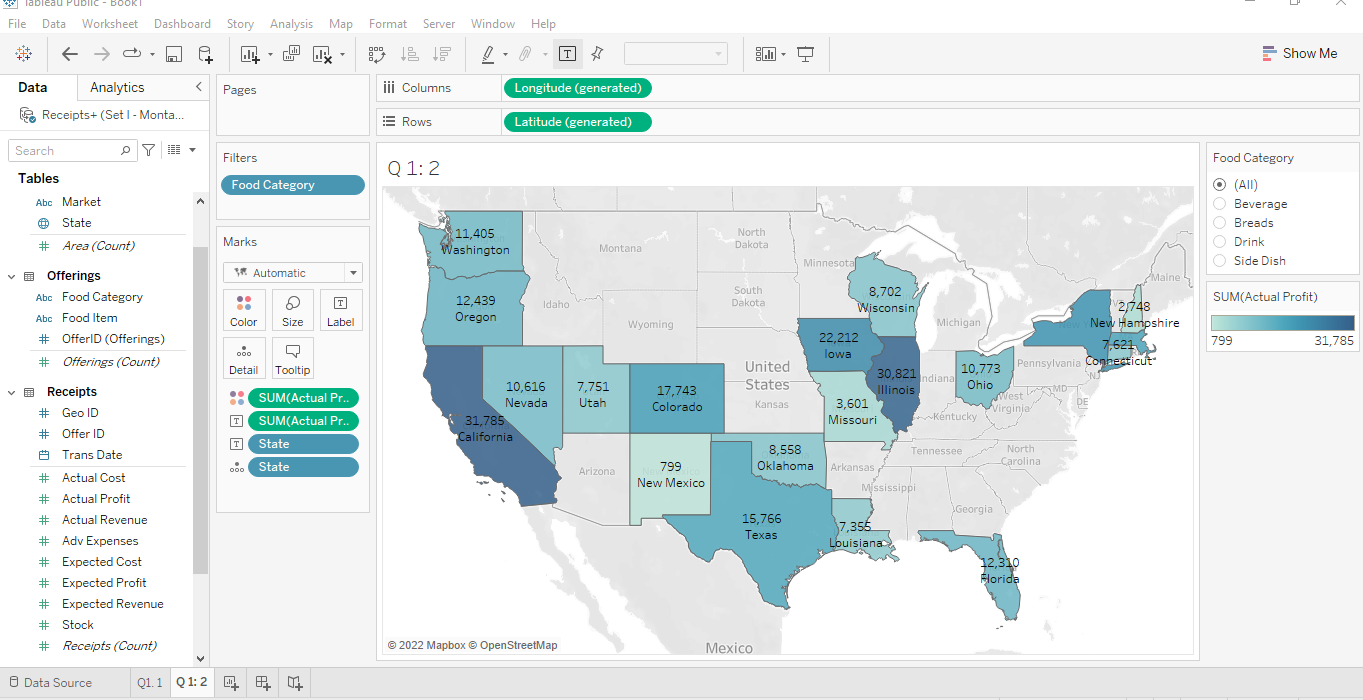 Tableau Public - Book1
File Data Worksheet Dashboard Story Analysis Map Format Server Window Help
Show Me
Data Analytics
Receipts+ (Set I - Monta...
Search
Tables
Abc Market
State
# Area (Count)
Offerings
Abc Food Category
Abc Food Item
# OfferID (Offerings)
# Offerings (Count)
Receipts
# Geo ID
# Offer ID
Trans Date
# Actual Cost
# Actual Profit
# Actual Revenue
# Adv Expenses
# Expected Cost
# Expected Profit
# Expected Revenue
# Stock
# Receipts (Count)
Pages
Filters
Food Category
Marks
Automatic
Color Size Label
Detail Tooltip
SUM(Actual Pr..
SUM(Actual Pr..
State
State
Columns Longitude (generated)
Rows Latitude (generated)
Q 1: 2
11,405
Washington
Montana
North
Dakota
Minnesota
Maine
12,439
Oregon
Idaho
Wyoming
South
Dakota
8,702
Wisconsin
Michigan
2,748
New Hampshire
7,621
Connecticut
10,616
Nevada
7,751
Utah
17,743
Colorado
United
States
Kansas
22,212
Iowa
30,821
Illinois
Indiana
10,773
Ohio
Pennsylvania
NJ
MD
DE
West
Virginia
3,601
Missouri
Kentucky
31,785
California
Arizona
799
New Mexico
8,558
Oklahoma
Arkansas
Tennessee
North
Carolina
Mississippi
Georgia
15,766
Texas
7,355
Louisiana
12,310
Florida
Mexico
© 2022 Mapbox © OpenStreetMap
Food Category
(All)
Beverage
Breads
Drink
Side Dish
SUM(Actual Profit)
799 31,785
Data Source Q1. 1 Q 1: 2